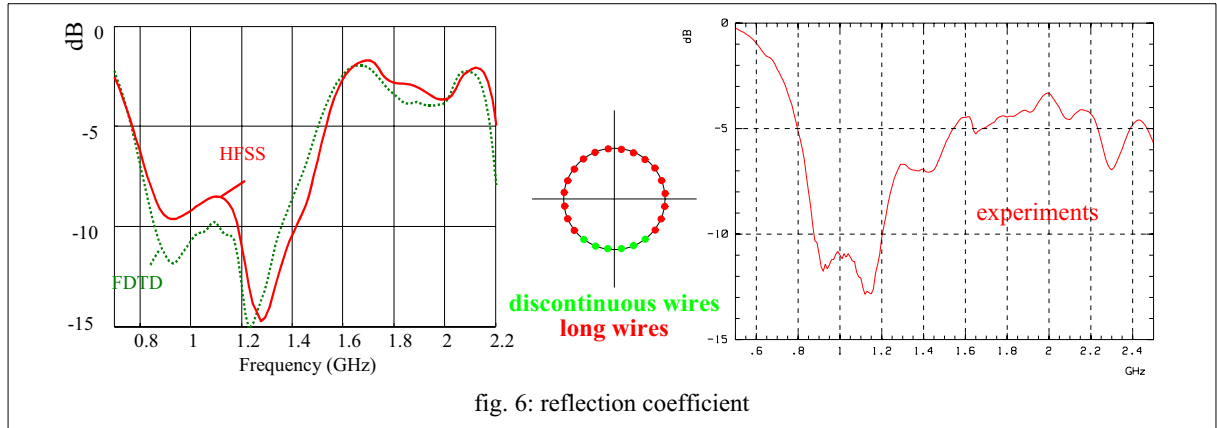 dB
0
-5
-10
-15
HFSS
FDTD
0.8 1 1.2 1.4 1.6 1.8 2 2.2
Frequency (GHz)
discontinuous wires
long wires
dB
0
-5
-10
-15
experiments
.6 .8 1 1.2 1.4 1.6 1.8 2 2.2 2.4
GHz
fig. 6: reflection coefficient